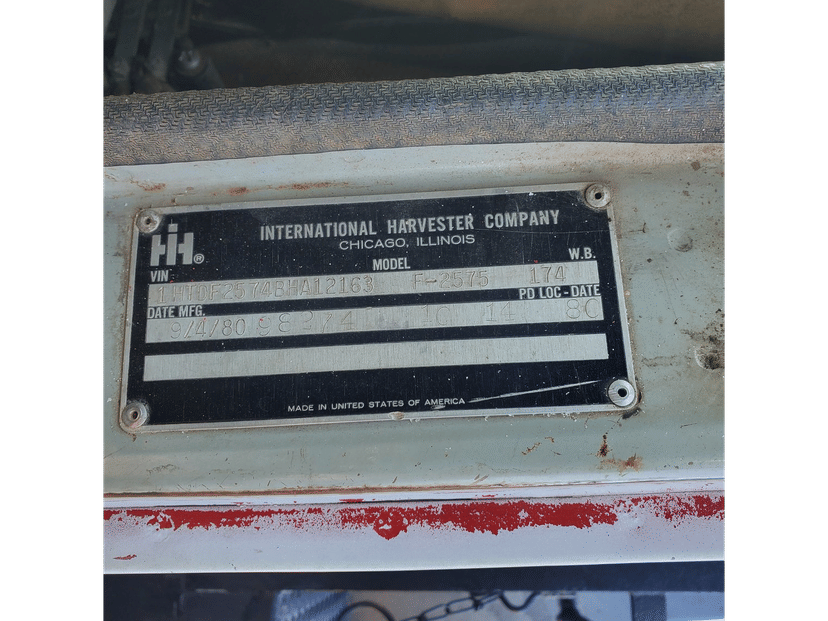 IH®
INTERNATIONAL HARVESTER COMPANY
CHICAGO, ILLINOIS
VIN MODEL W.B.
1HTDF2574BHA12163 F-2575 174
DATE MFG. PD LOC-DATE
9/4/80 14
MADE IN UNITED STATES OF AMERICA